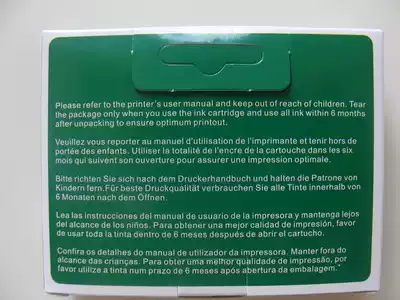 Please refer to the printer's user manual and keep out of reach of children. Tear
the package only when you use the ink cartridge and use all ink within 6 months
after unpacking to ensure optimum printout.
Veuillez vous reporter au manuel d'utilisation de l'imprimante et tenir hors de
portée des enfants. Utiliser la totalité de l'encre de la cartouche dans les six
mois qui suivent son ouverture pour assurer une impression optimale.
Bitte richten Sie sich nach dem Druckerhandbuch und halten die Patrone von
Kindern fern.Für beste Druckqualität verbrauchen Sie alle Tinte innerhalb von
6 Monaten nach dem Öffnen.
Lea las instrucciones del manual de usuario de la impresora y mantenga lejos
del alcance de los niños. Para obtener una mejor calidad de impresión, favor
de usar toda la tinta dentro de 6 meses después de abrir el cartucho.
Confira os detalhes do manual de utilizador da impressora. Manter fora do
alcance das crianças. Para obter uma melhor qualidade de impressão, por
favor utilize a tinta num prazo de 6 meses após abertura da embalagem."